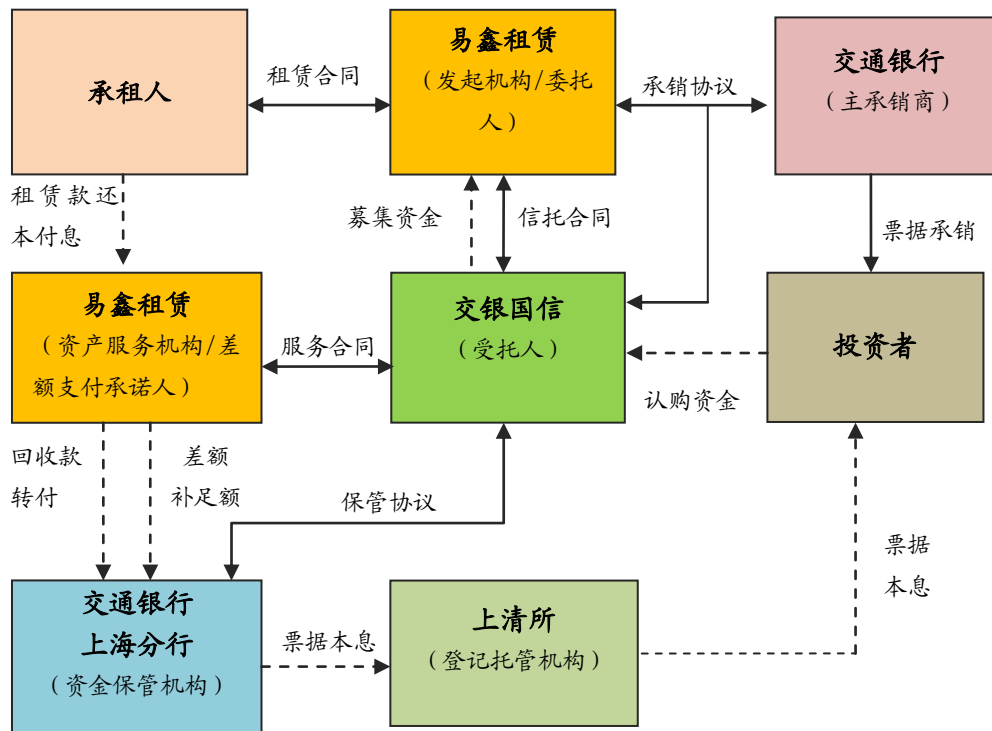 承租人
租赁合同
易鑫租赁
（发起机构/委托
人）
承销协议
交通银行
（主承销商）
租赁款还
本付息
募集资金
信托合同
票据承销
易鑫租赁
（资产服务机构/差
额支付承诺人）
服务合同
交银国信
（受托人）
认购资金
投资者
回收款
转付
差额
补足额
保管协议
票据
本息
交通银行
上海分行
（资金保管机构）
票据本息
上清所
（登记托管机构）